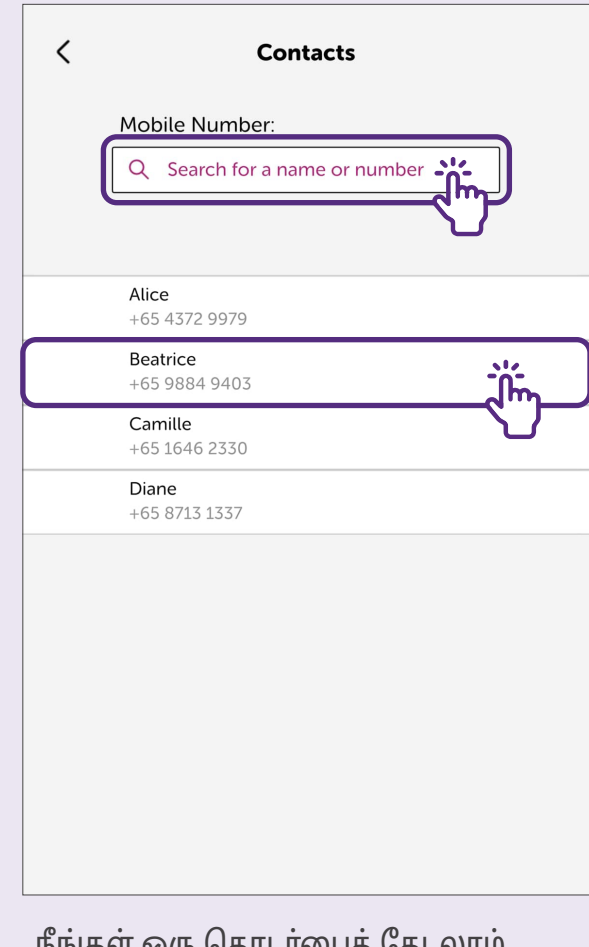 Contacts
Mobile Number:
Search for a name or number
Alice
+65 4372 9979
Beatrice
+65 9884 9403
Camille
+65 1646 2330
Diane
+65 8713 1337
நீங்கள் ஒரு தொடர்பைத் தேடலாம்